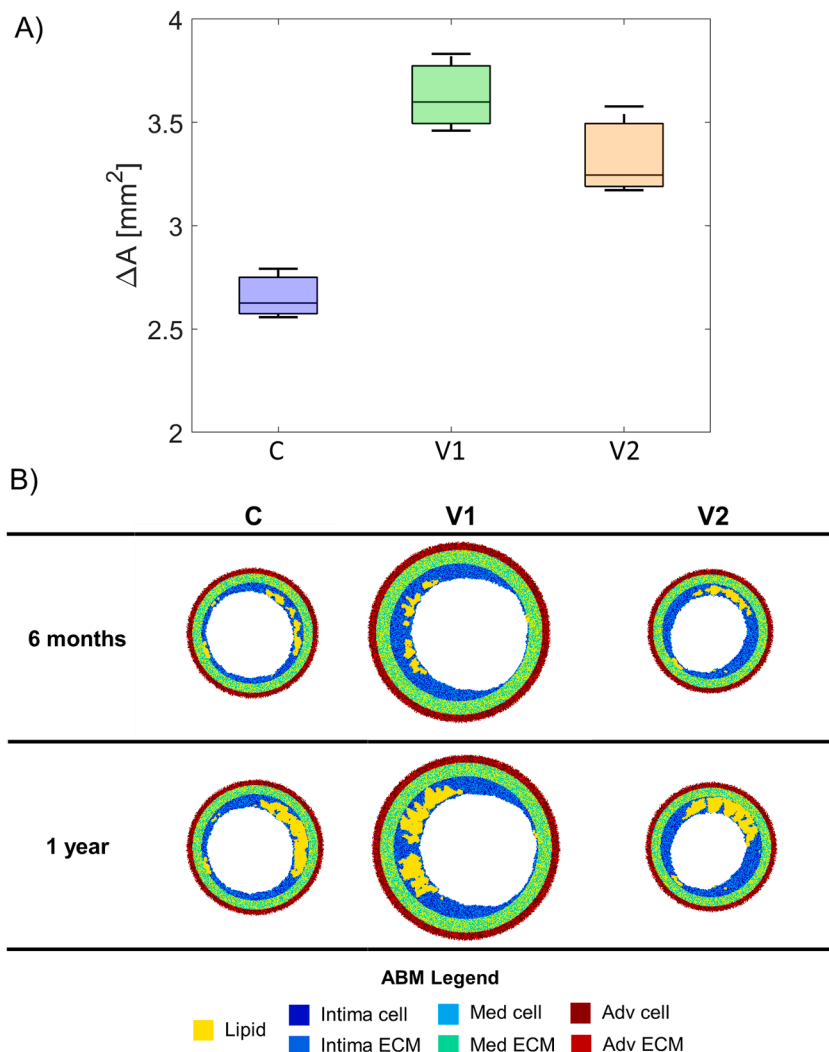 A)
ΔA [mm²]
4
3.5
3
2.5
2
C V1 V2
B)
C V1 V2
6 months
1 year
ABM Legend
Lipid Intima cell Med cell Adv cell
Intima ECM Med ECM Adv ECM